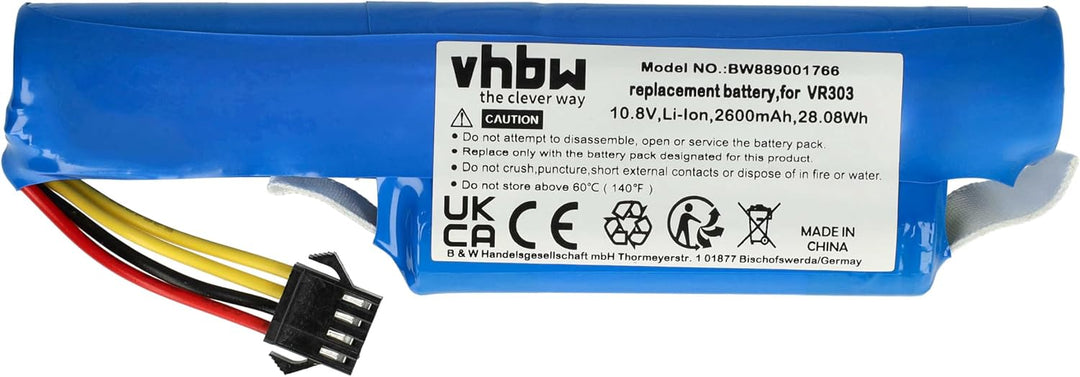 vhbw
the clever way
CAUTION
Model NO.:BW889001766
replacement battery,for VR303
10.8V,Li-Ion,2600mAh,28.08Wh
• Do not attempt to disassemble, open or service the battery pack.
• Replace only with the battery pack designated for this product.
• Do not crush,puncture,short external contacts or dispose of in fire or water.
• Do not store above 60℃ ( 140℉ )
UK
CA
CE
MADE IN
CHINA
B & W Handelsgesellschaft mbH Thormeyerstr. 1 01877 Bischofswerda/Germay